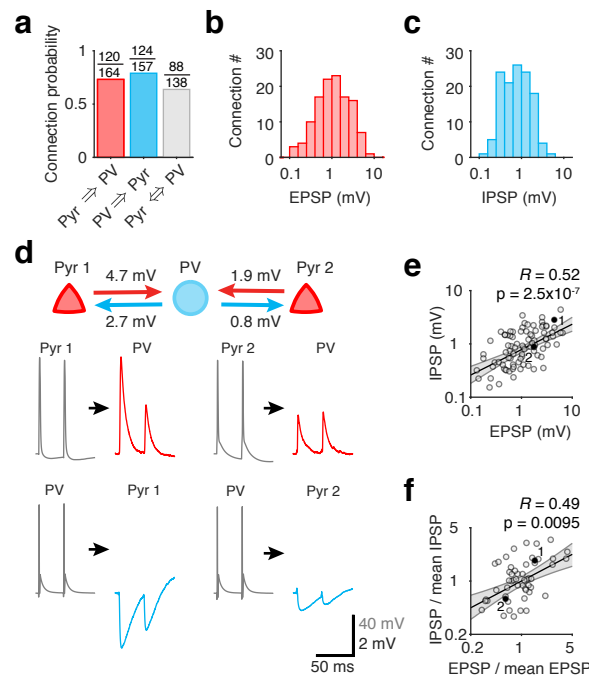 a
Connection probability
1
0.5
0
120
164
124
157
88
138
Pyr ⇒ PV
PV ⇒ Pyr
Pyr ⇔ PV
b
Connection #
30
20
10
0
0.1 1 10
EPSP (mV)
c
Connection #
30
20
10
0
0.1 1 10
IPSP (mV)
d
Pyr 1 PV Pyr 2
4.7 mV 1.9 mV
2.7 mV 0.8 mV
Pyr 1 PV Pyr 2 PV
PV Pyr 1 PV Pyr 2
40 mV
2 mV
50 ms
e
R = 0.52
p = 2.5x10-7
IPSP (mV)
10
1
0.1
1
2
0.1 1 10
EPSP (mV)
f
R = 0.49
p = 0.0095
IPSP / mean IPSP
5
1
0.2
1
2
0.2 1 5
EPSP / mean EPSP